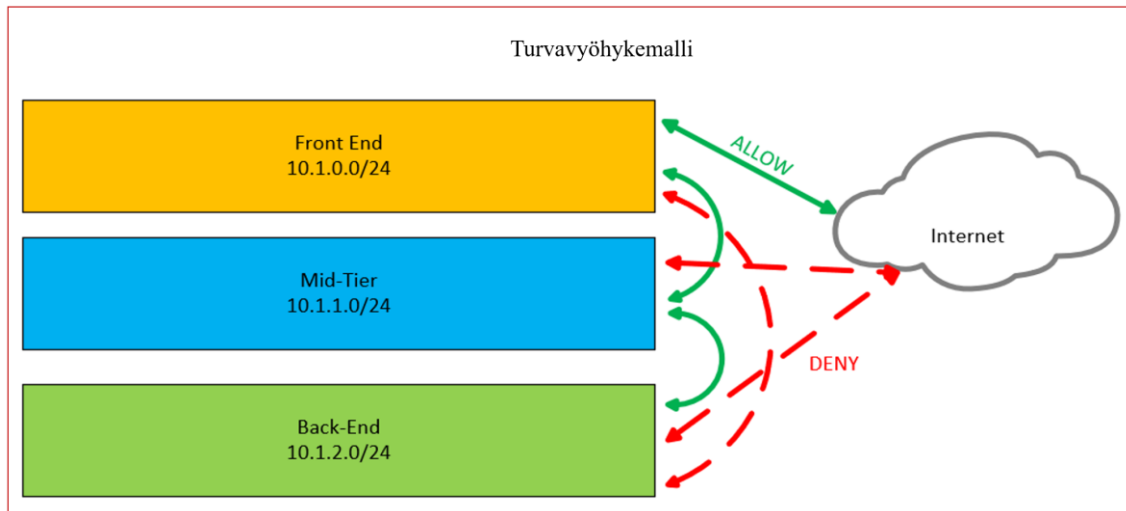 Turvavyöhykemalli
Front End
10.1.0.0/24
ALLOW
Internet
Mid-Tier
10.1.1.0/24
DENY
Back-End
10.1.2.0/24